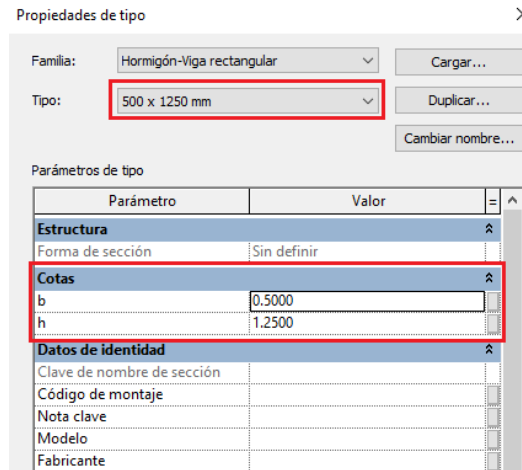 Propiedades de tipo
Familia: Hormigón-Viga rectangular Cargar...
Tipo: 500 x 1250 mm Duplicar...
Cambiar nombre...
Parámetros de tipo
Parámetro Valor =
Estructura
Forma de sección Sin definir
Cotas
b 0.5000
h 1.2500
Datos de identidad
Clave de nombre de sección
Código de montaje
Nota clave
Modelo
Fabricante